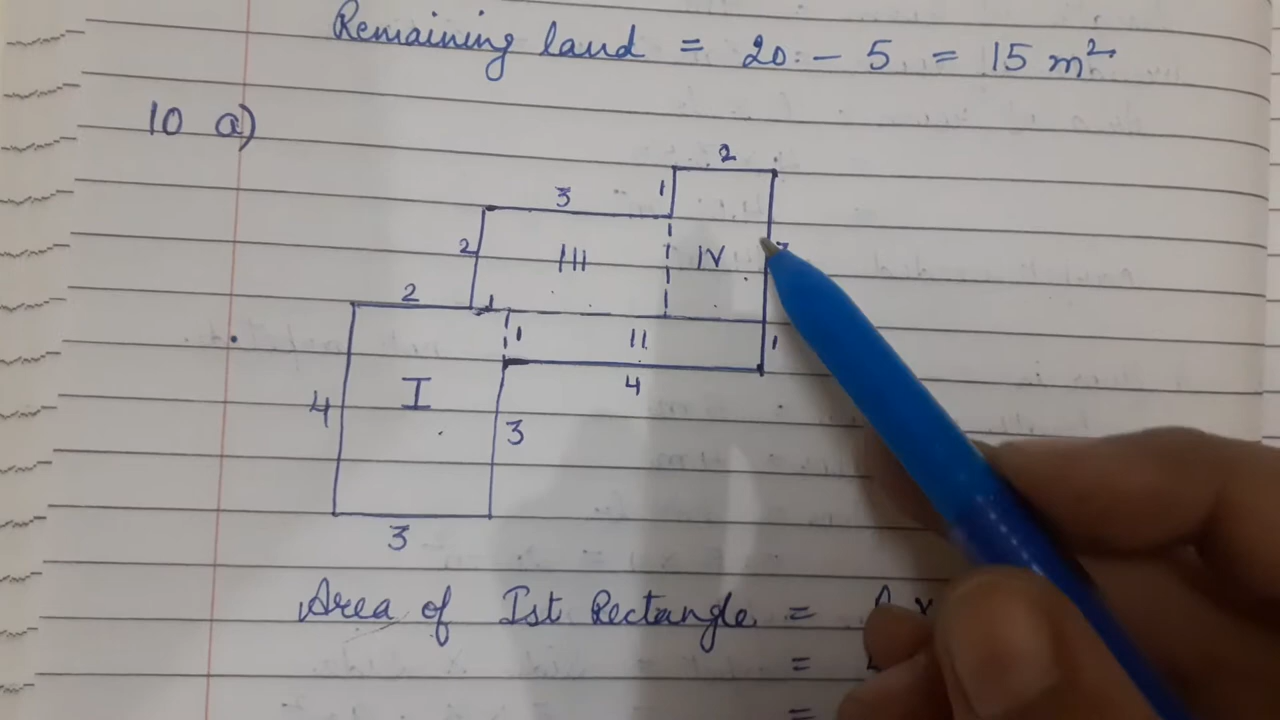 Remaining land = 20 - 5 = 15 m²
10 a)
2
3 1
2 III IV
2 1
1 II 1
4
4 I
3
3
Area of Ist Rectangle =
=
=